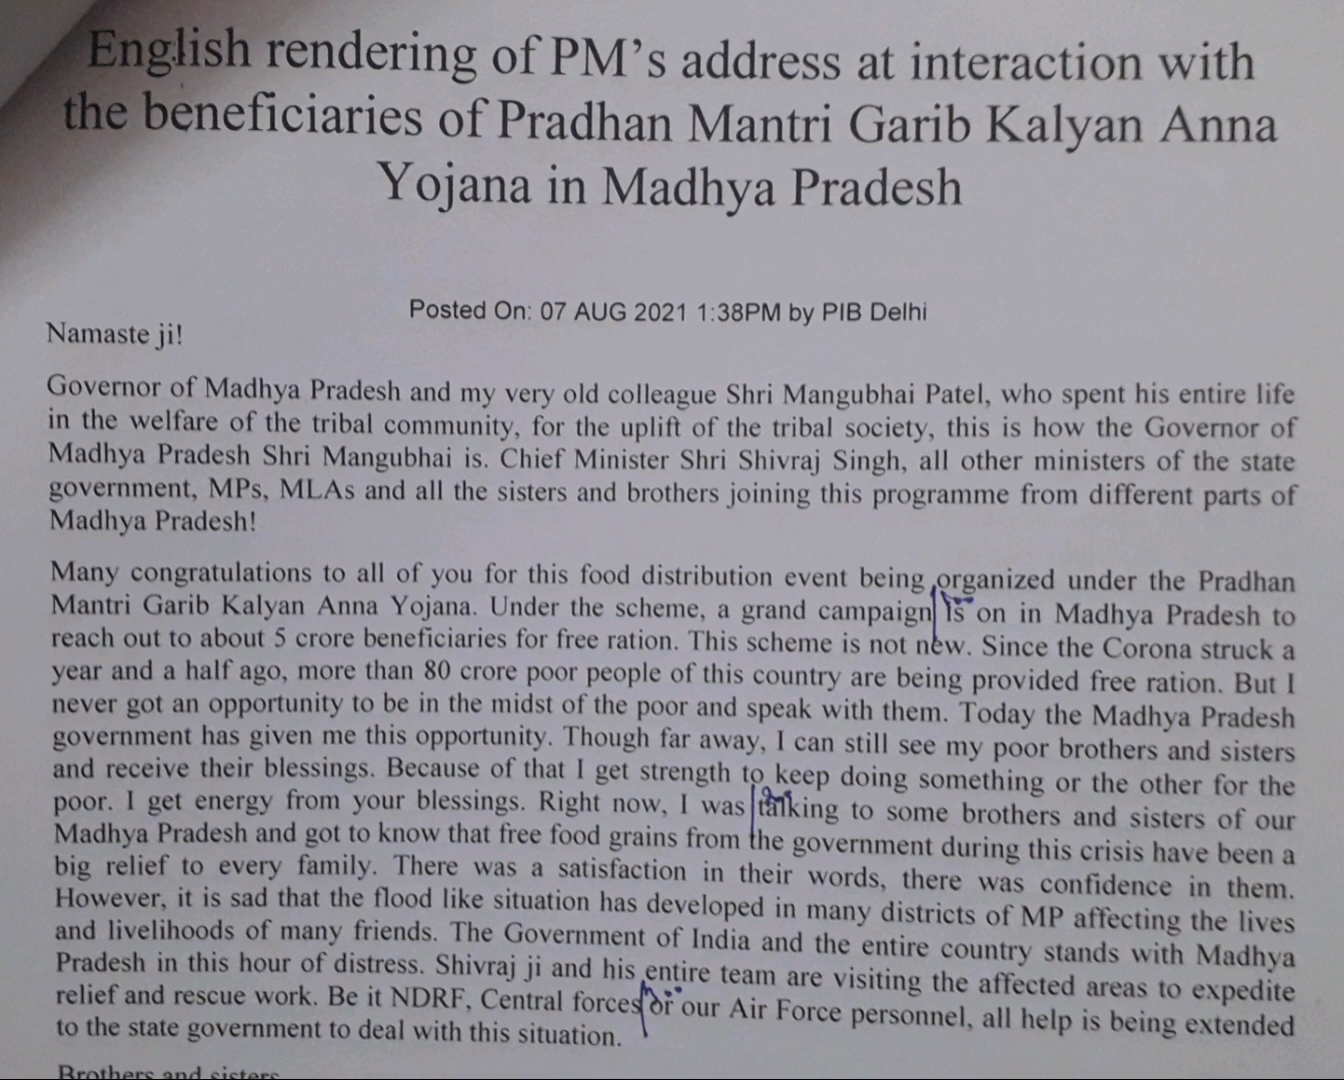 English rendering of PM's address at interaction with
the beneficiaries of Pradhan Mantri Garib Kalyan Anna
Yojana in Madhya Pradesh
Posted On: 07 AUG 2021 1:38PM by PIB Delhi
Namaste ji!
Governor of Madhya Pradesh and my very old colleague Shri Mangubhai Patel, who spent his entire life
in the welfare of the tribal community, for the uplift of the tribal society, this is how the Governor of
Madhya Pradesh Shri Mangubhai is. Chief Minister Shri Shivraj Singh, all other ministers of the state
government, MPs, MLAs and all the sisters and brothers joining this programme from different parts of
Madhya Pradesh!
Many congratulations to all of you for this food distribution event being organized under the Pradhan
Mantri Garib Kalyan Anna Yojana. Under the scheme, a grand campaign is on in Madhya Pradesh to
reach out to about 5 crore beneficiaries for free ration. This scheme is not new. Since the Corona struck a
year and a half ago, more than 80 crore poor people of this country are being provided free ration. But I
never got an opportunity to be in the midst of the poor and speak with them. Today the Madhya Pradesh
government has given me this opportunity. Though far away, I can still see my poor brothers and sisters
and receive their blessings. Because of that I get strength to keep doing something or the other for the
poor. I get energy from your blessings. Right now, I was talking to some brothers and sisters of our
Madhya Pradesh and got to know that free food grains from the government during this crisis have been a
big relief to every family. There was a satisfaction in their words, there was confidence in them.
However, it is sad that the flood like situation has developed in many districts of MP affecting the lives
and livelihoods of many friends. The Government of India and the entire country stands with Madhya
Pradesh in this hour of distress. Shivraj ji and his entire team are visiting the affected areas to expedite
relief and rescue work. Be it NDRF, Central forces or our Air Force personnel, all help is being extended
to the state government to deal with this situation.
Brothers and sisters